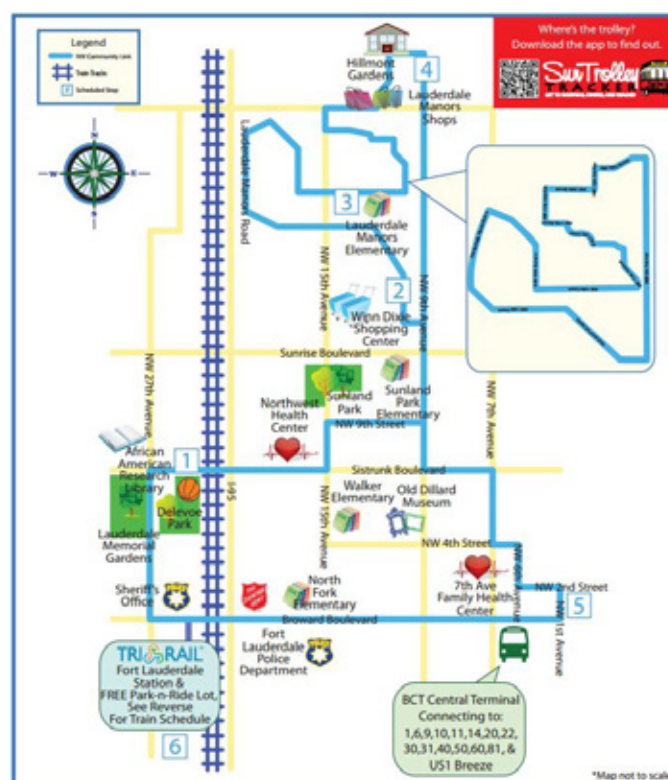 Legend
NW Community Link
Train Tracks
Scheduled Stop
Where's the trolley?
Download the app to find out.
Sun Trolley
TRACKER
Hillmont
Gardens
4
Lauderdale
Manors
Shops
N
W
E
S
Lauderdale Manors Road
3
Lauderdale
Manors
Elementary
NW 15th Avenue
2
NW 9th Avenue
Winn Dixie
Shopping
Center
NW 27th Avenue
Sunrise Boulevard
Sunland
Park
Sunland Park
Elementary
NW 7th Avenue
Northwest
Health
Center
NW 9th Street
African
American
Research
Library
1
I-95
Sistrunk Boulevard
Delevoe
Park
Lauderdale
Memorial
Gardens
NW 15th Avenue
Walker
Elementary
Old Dillard
Museum
NW 4th Street
7th Ave
Family Health
Center
Avenue
NW 2nd Street
5
NW 1st Avenue
Sheriff's
Office
North
Fork
Elementary
Broward Boulevard
Fort
Lauderdale
Police
Department
TRI RAIL
Fort Lauderdale
Station &
FREE Park-n-Ride Lot,
See Reverse
For Train Schedule
6
BCT Central Terminal
Connecting to:
1,6,9,10,11,14,20,22,
30,31,40,50,60,81, &
US1 Breeze
*Map not to scale